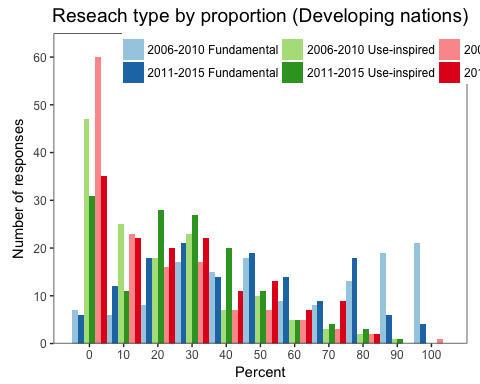 Reseach type by proportion (Developing nations)
2006-2010 Fundamental 2006-2010 Use-inspired
2011-2015 Fundamental 2011-2015 Use-inspired
60
50
40
30
20
10
0
Number of responses
0 10 20 30 40 50 60 70 80 90 100
Percent